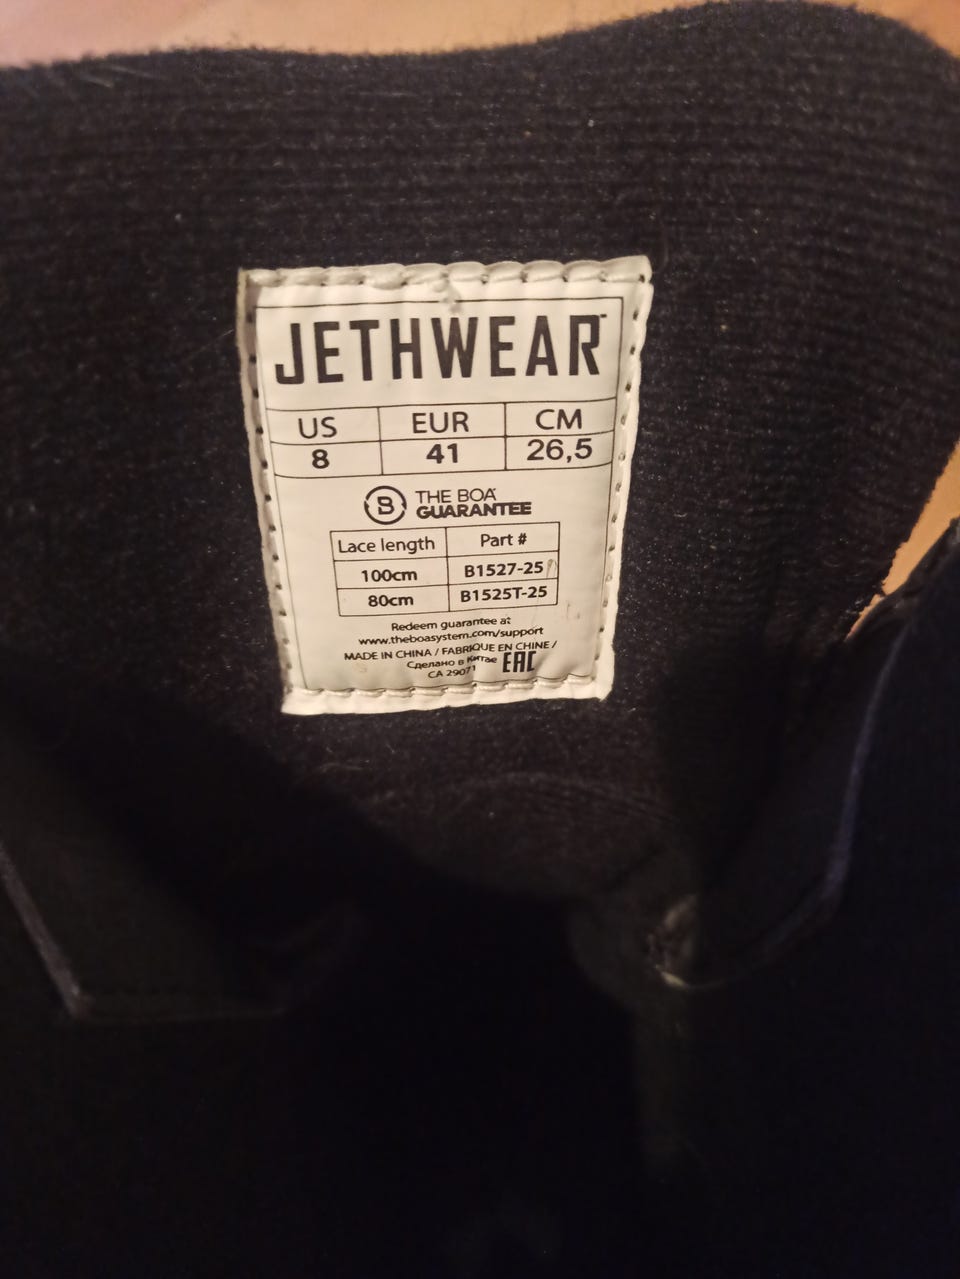 JETHWEAR™
US EUR CM
8 41 26,5
B THE BOA®
GUARANTEE
Lace length Part #
100cm B1527-25
80cm B1525T-25
Redeem guarantee at
www.theboasystem.com/support
MADE IN CHINA / FABRIQUE EN CHINE /
Сделано в Китае EAC
CA 29071